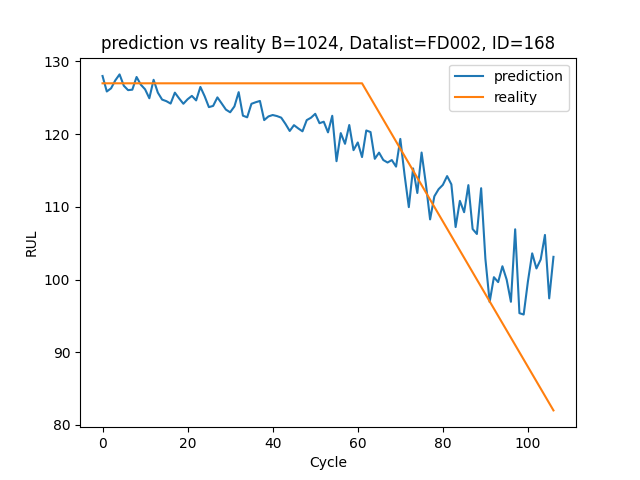 prediction vs reality B=1024, Datalist=FD002, ID=168
prediction
reality
130
120
110
100
90
80
RUL
0
20
40
60
80
100
Cycle